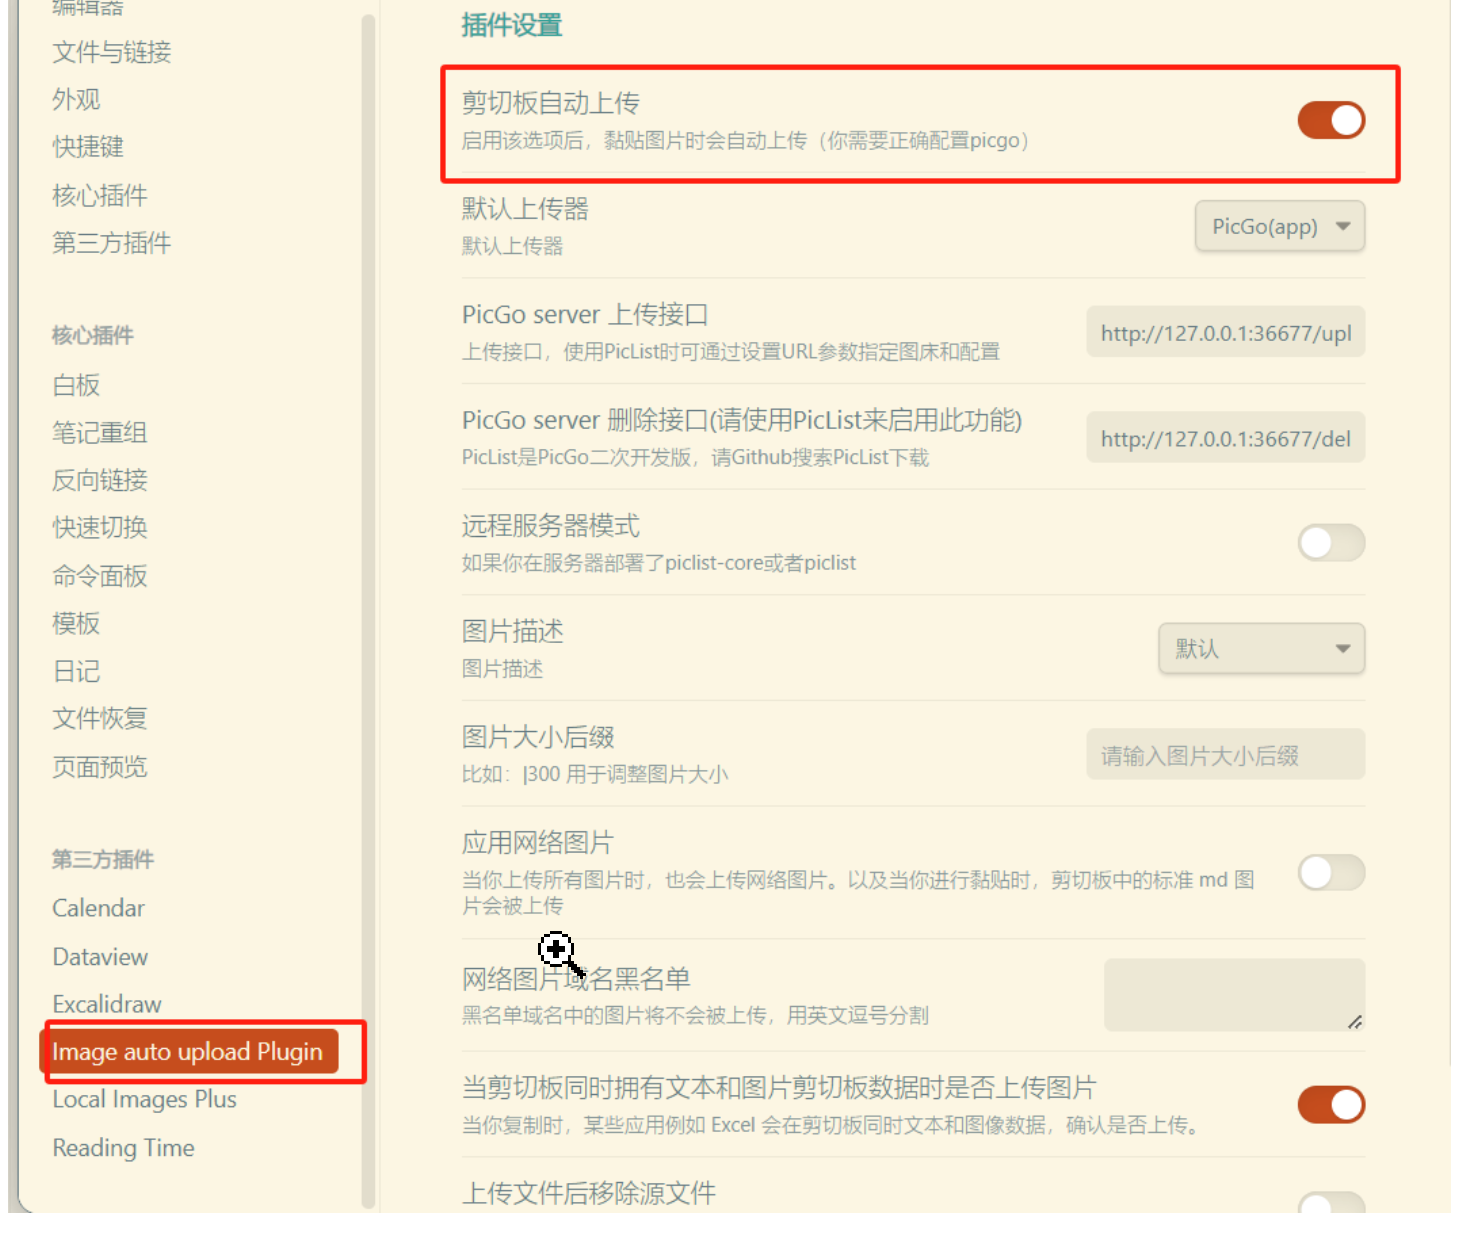 编辑器
文件与链接
外观
快捷键
核心插件
第三方插件
核心插件
白板
笔记重组
反向链接
快速切换
命令面板
模板
日记
文件恢复
页面预览
第三方插件
Calendar
Dataview
Excalidraw
Image auto upload Plugin
Local Images Plus
Reading Time
插件设置
剪切板自动上传
启用该选项后，黏贴图片时会自动上传（你需要正确配置picgo）
默认上传器
默认上传器
PicGo(app)
PicGo server 上传接口
上传接口，使用PicList时可通过设置URL参数指定图床和配置
http://127.0.0.1:36677/upl
PicGo server 删除接口(请使用PicList来启用此功能)
PicList是PicGo二次开发版，请Github搜索PicList下载
http://127.0.0.1:36677/del
远程服务器模式
如果你在服务器部署了piclist-core或者piclist
图片描述
图片描述
默认
图片大小后缀
比如：|300 用于调整图片大小
请输入图片大小后缀
应用网络图片
当你上传所有图片时，也会上传网络图片。以及当你进行黏贴时，剪切板中的标准 md 图
片会被上传
网络图片域名黑名单
黑名单域名中的图片将不会被上传，用英文逗号分割
当剪切板同时拥有文本和图片剪切板数据时是否上传图片
当你复制时，某些应用例如 Excel 会在剪切板同时文本和图像数据，确认是否上传。
上传文件后移除源文件